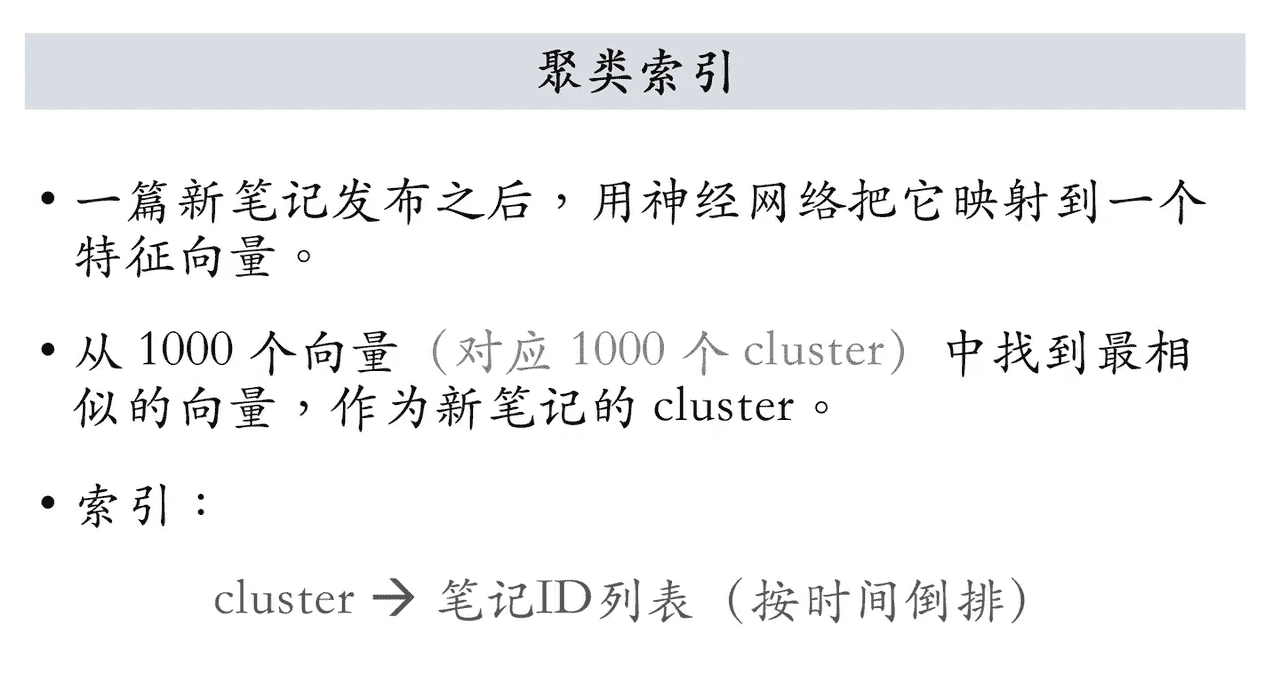 聚类索引
• 一篇新笔记发布之后，用神经网络把它映射到一个
特征向量。
• 从 1000 个向量（对应 1000 个 cluster）中找到最相
似的向量，作为新笔记的 cluster。
• 索引：
cluster → 笔记ID列表（按时间倒排）